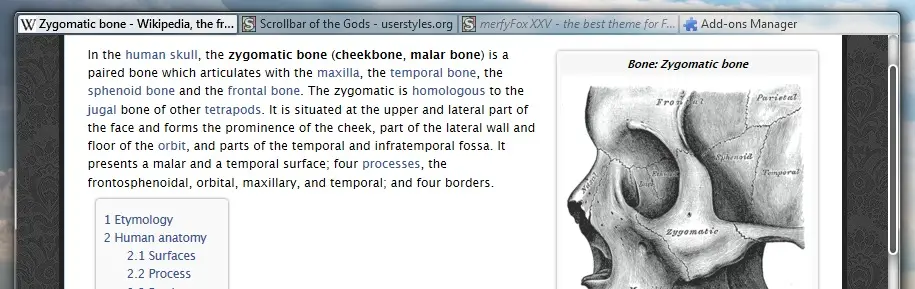 Zygomatic bone - Wikipedia, the fr...
Scrollbar of the Gods - userstyles.org
merfyFox XXV - the best theme for F...
Add-ons Manager
In the human skull, the zygomatic bone (cheekbone, malar bone) is a
paired bone which articulates with the maxilla, the temporal bone, the
sphenoid bone and the frontal bone. The zygomatic is homologous to the
jugal bone of other tetrapods. It is situated at the upper and lateral part of
the face and forms the prominence of the cheek, part of the lateral wall and
floor of the orbit, and parts of the temporal and infratemporal fossa. It
presents a malar and a temporal surface; four processes, the
frontosphenoidal, orbital, maxillary, and temporal; and four borders.
1 Etymology
2 Human anatomy
2.1 Surfaces
2.2 Process
Bone: Zygomatic bone
Frontal
Parietal
Sphenoid
Temporal
Zygomatic